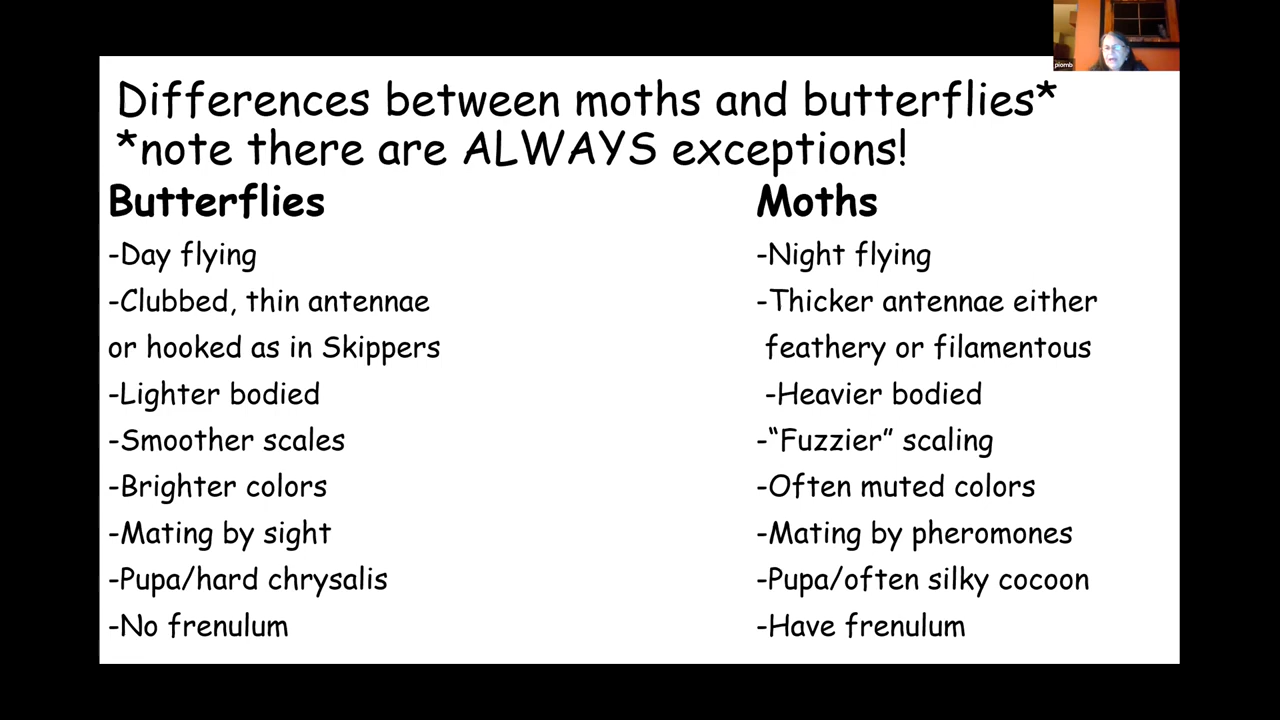 piomb
Differences between moths and butterflies*
*note there are ALWAYS exceptions!
Butterflies
-Day flying
-Clubbed, thin antennae
or hooked as in Skippers
-Lighter bodied
-Smoother scales
-Brighter colors
-Mating by sight
-Pupa/hard chrysalis
-No frenulum
Moths
-Night flying
-Thicker antennae either
feathery or filamentous
-Heavier bodied
-“Fuzzier” scaling
-Often muted colors
-Mating by pheromones
-Pupa/often silky cocoon
-Have frenulum